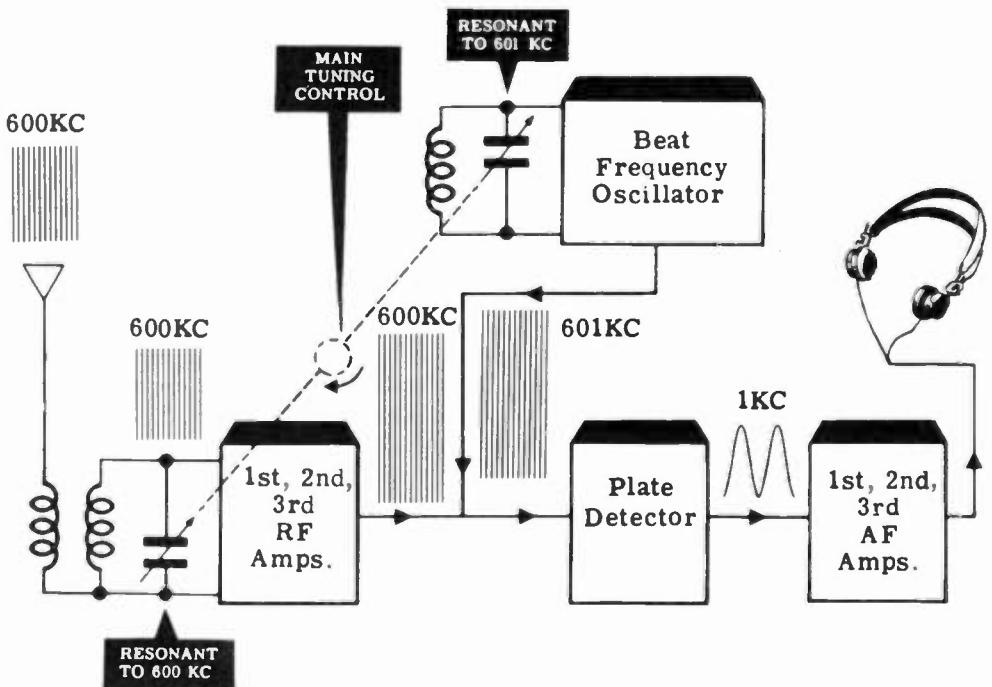 RESONANT
TO 601 KC
MAIN
TUNING
CONTROL
600KC
Beat
Frequency
Oscillator
600KC
600KC
601KC
1KC
1st, 2nd,
3rd
RF
Amps.
Plate
Detector
1st, 2nd,
3rd
AF
Amps.
RESONANT
TO 600 KC